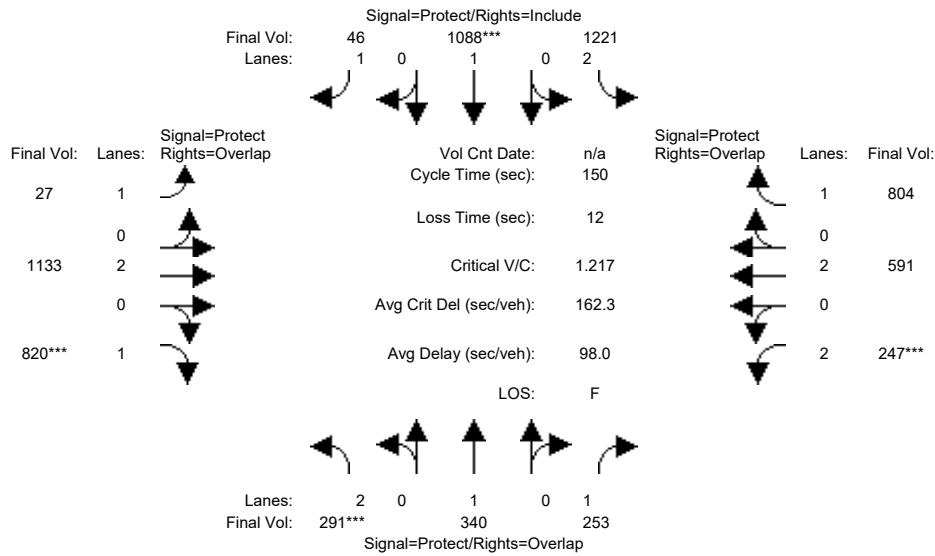 Signal=Protect/Rights=Include
Final Vol: 46 1088*** 1221
Lanes: 1 0 1 0 2
Signal=Protect Signal=Protect
Final Vol: Lanes: Rights=Overlap Vol Cnt Date: n/a Rights=Overlap Lanes: Final Vol:
Cycle Time (sec): 150
27 1 1 804
Loss Time (sec): 12
0 0
1133 2 Critical V/C: 1.217 2 591
0 Avg Crit Del (sec/veh): 162.3 0
820*** 1 Avg Delay (sec/veh): 98.0 2 247***
LOS: F
Lanes: 2 0 1 0 1
Final Vol: 291*** 340 253
Signal=Protect/Rights=Overlap